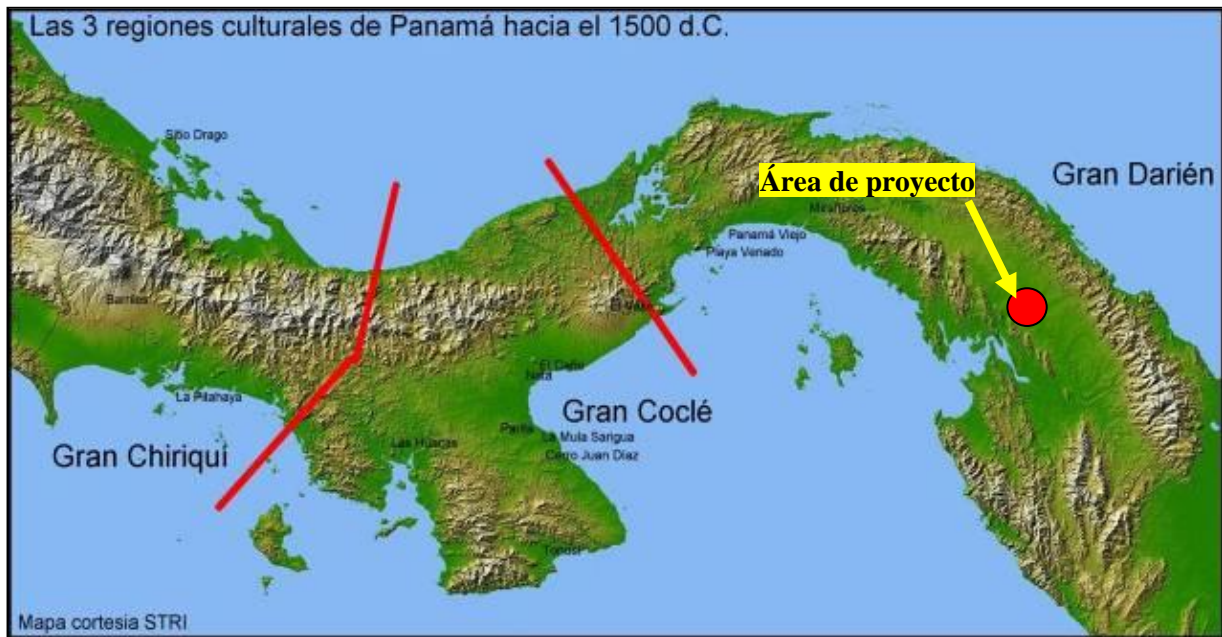 Las 3 regiones culturales de Panamá hacia el 1500 d.C.
Sitio Drago
Gran Darién
Área de proyecto
Miraflores
Panamá Viejo
Playa Venado
Barriles
El Valle
El Caño
Natá
La Pitahaya
Gran Coclé
Parita
La Mula Sarigua
Las Huacas
Cerro Juan Díaz
Gran Chiriquí
Tonosí
Mapa cortesia STRI